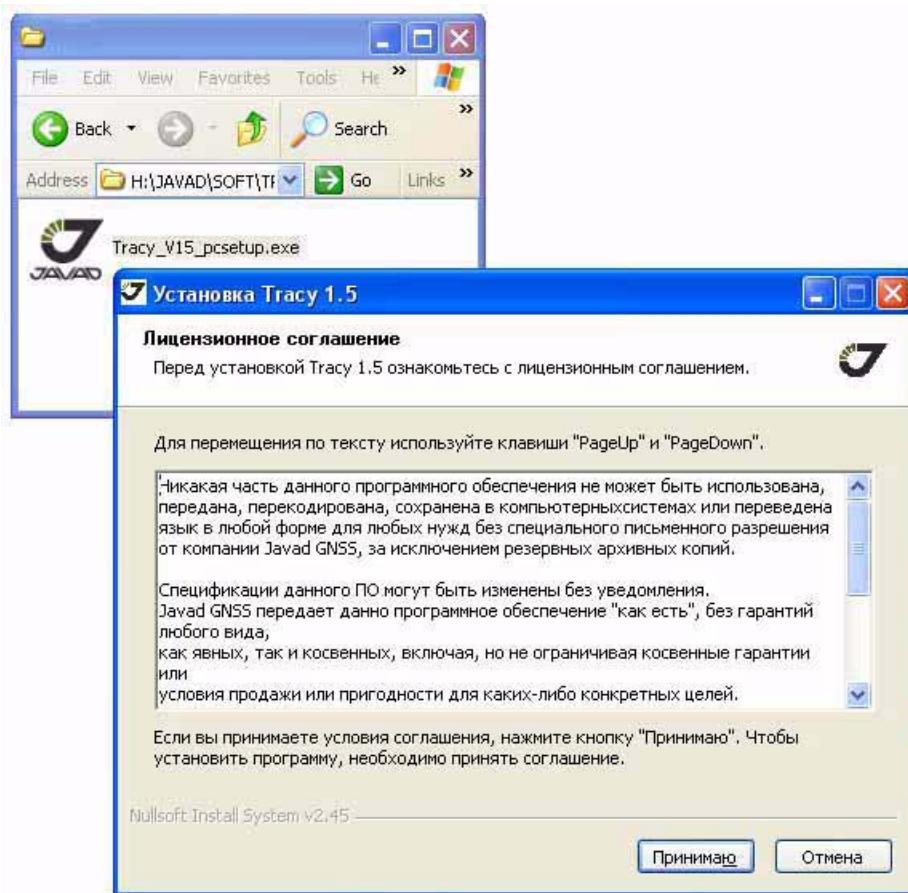 File Edit View Favorites Tools He »
Back Search »
Address H:\JAVAD\SOFT\TF Go Links »
Tracy_V15_pcsetup.exe
JAVAD
Установка Tracy 1.5
Лицензионное соглашение
Перед установкой Tracy 1.5 ознакомьтесь с лицензионным соглашением.
Для перемещения по тексту используйте клавиши "PageUp" и "PageDown".
Никакая часть данного программного обеспечения не может быть использована,
передана, перекодирована, сохранена в компьютерныхсистемах или переведена
язык в любой форме для любых нужд без специального письменного разрешения
от компании Javad GNSS, за исключением резервных архивных копий.
Спецификации данного ПО могут быть изменены без уведомления.
Javad GNSS передает данно программное обеспечение "как есть", без гарантий
любого вида,
как явных, так и косвенных, включая, но не ограничивая косвенные гарантии
или
условия продажи или пригодности для каких-либо конкретных целей.
Если вы принимаете условия соглашения, нажмите кнопку "Принимаю". Чтобы
установить программу, необходимо принять соглашение.
Nullsoft Install System v2.45
Принимаю Отмена